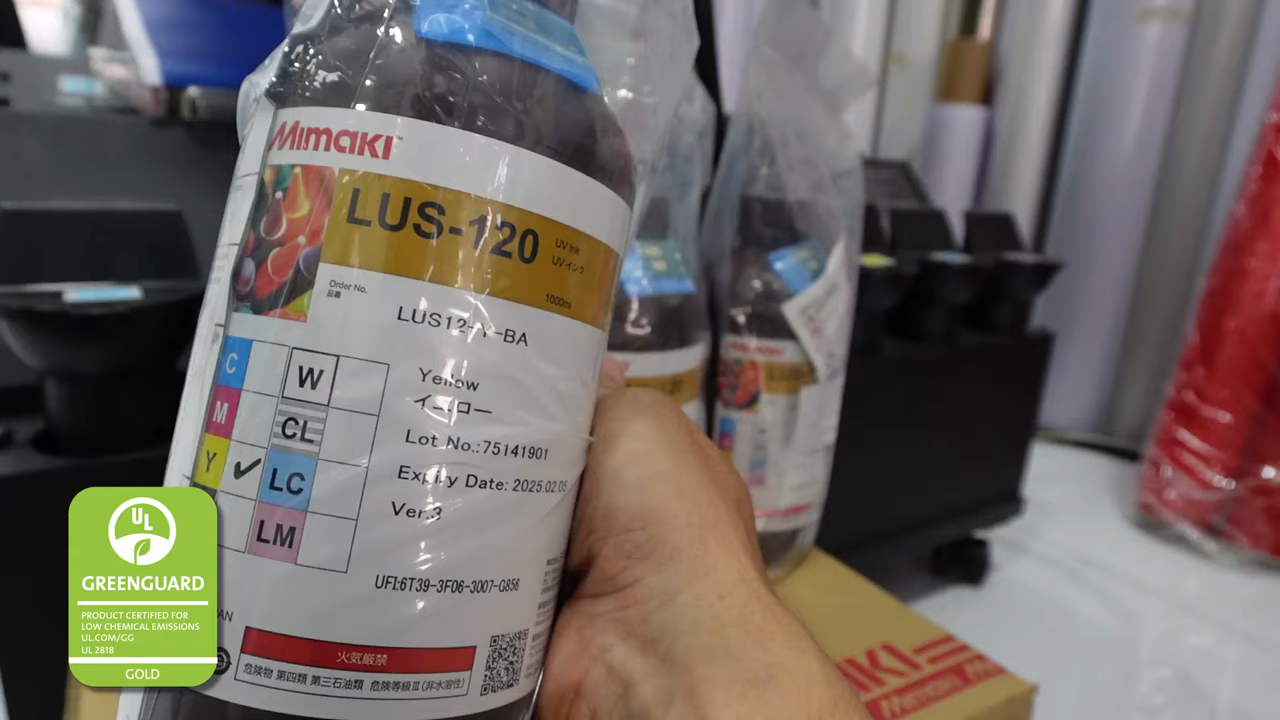 Mimaki
LUS-120
UV Ink
UV インク
1000ml
Order No.
品番
LUS12-Y-BA
C
W
M
CL
Y ✓
LC
LM
Yellow
イエロー
Lot No.:75141901
Expiry Date: 2025.02.05
Ver.3
UFI:6T39-3F06-3007-G856
火気厳禁
危険物 第四類 第三石油類 危険等級Ⅲ(非水溶性)
UL
GREENGUARD
PRODUCT CERTIFIED FOR
LOW CHEMICAL EMISSIONS
UL.COM/GG
UL 2818
GOLD